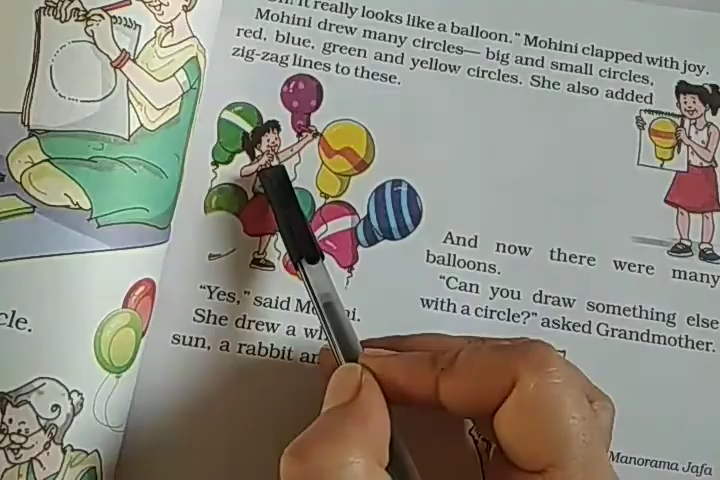 it really looks like a balloon." Mohini clapped with joy.
Mohini drew many circles— big and small circles,
red, blue, green and yellow circles. She also added
zig-zag lines to these.
And now there were many
balloons.
"Can you draw something else
with a circle?" asked Grandmother.
"Yes," said
She drew a
sun, a rabbit
cle.
Manorama Jafa